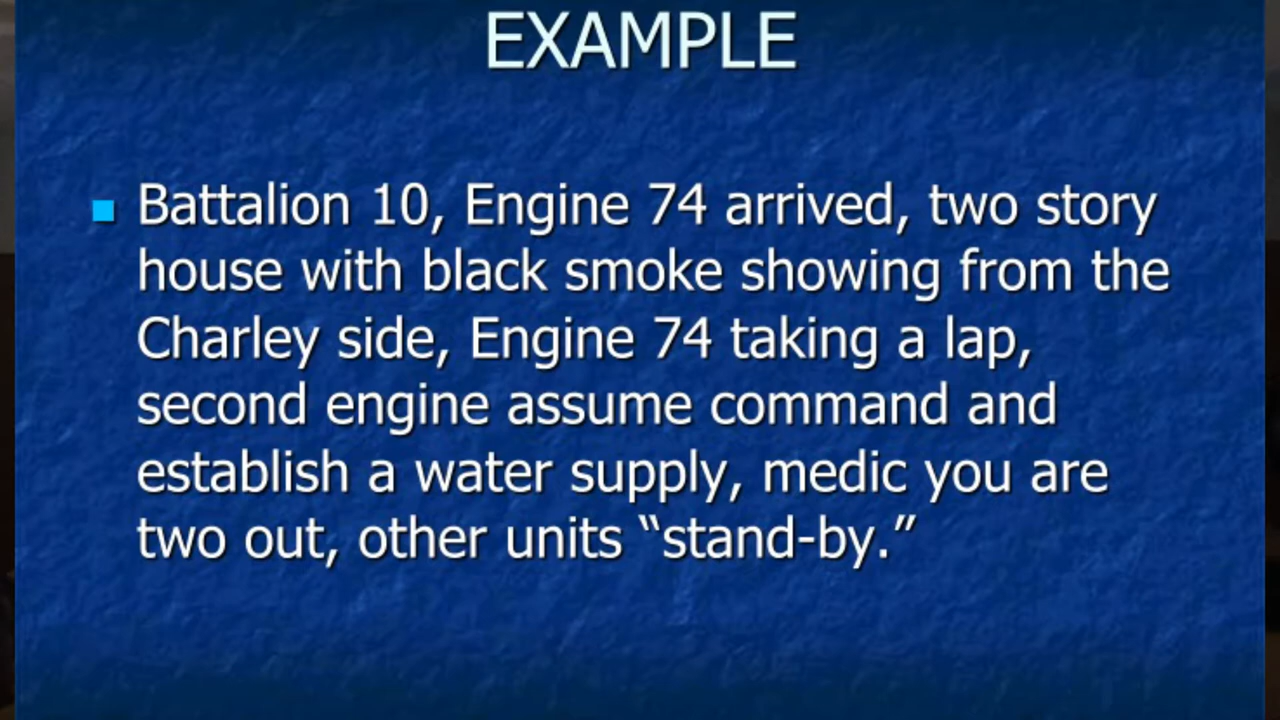 EXAMPLE
Battalion 10, Engine 74 arrived, two story
house with black smoke showing from the
Charley side, Engine 74 taking a lap,
second engine assume command and
establish a water supply, medic you are
two out, other units “stand-by.”